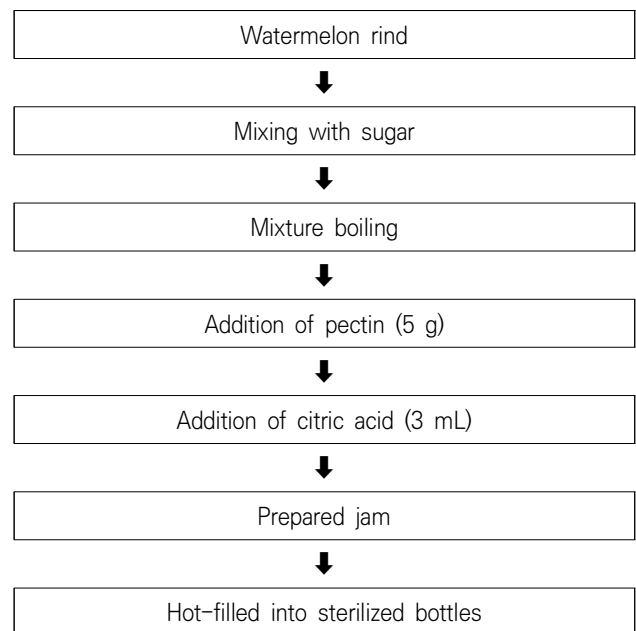 Watermelon rind
Mixing with sugar
Mixture boiling
Addition of pectin (5 g)
Addition of citric acid (3 mL)
Prepared jam
Hot-filled into sterilized bottles